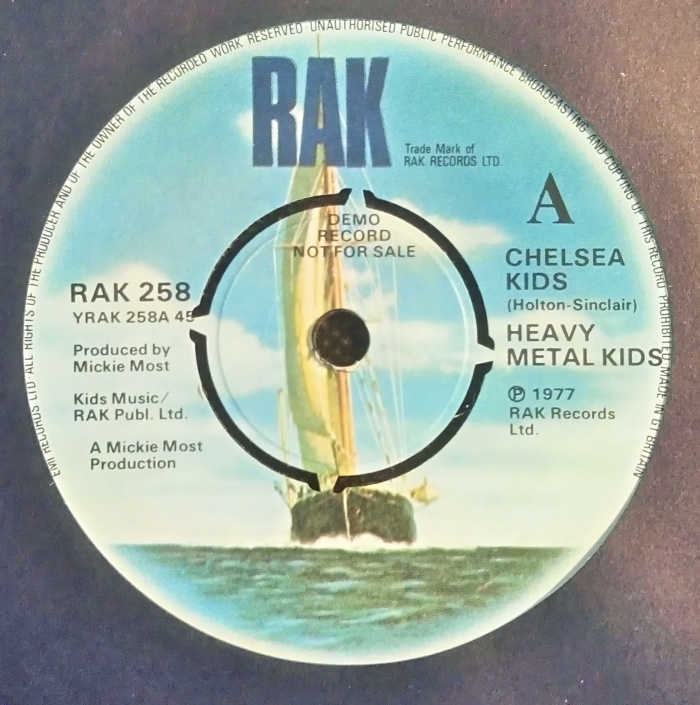 EMI RECORDS LTD ALL RIGHTS OF THE PRODUCER AND OF THE OWNER OF THE RECORDED WORK RESERVED UNAUTHORISED PUBLIC PERFORMANCE BROADCASTING AND COPYING OF THIS RECORD PROHIBITED MADE IN GT BRITAIN
RAK
Trade Mark of
RAK RECORDS LTD.
A
DEMO
RECORD
NOT FOR SALE
RAK 258
YRAK 258A 45
Produced by
Mickie Most
Kids Music/
RAK Publ. Ltd.
A Mickie Most
Production
CHELSEA
KIDS
(Holton-Sinclair)
HEAVY
METAL KIDS
℗ 1977
RAK Records
Ltd.